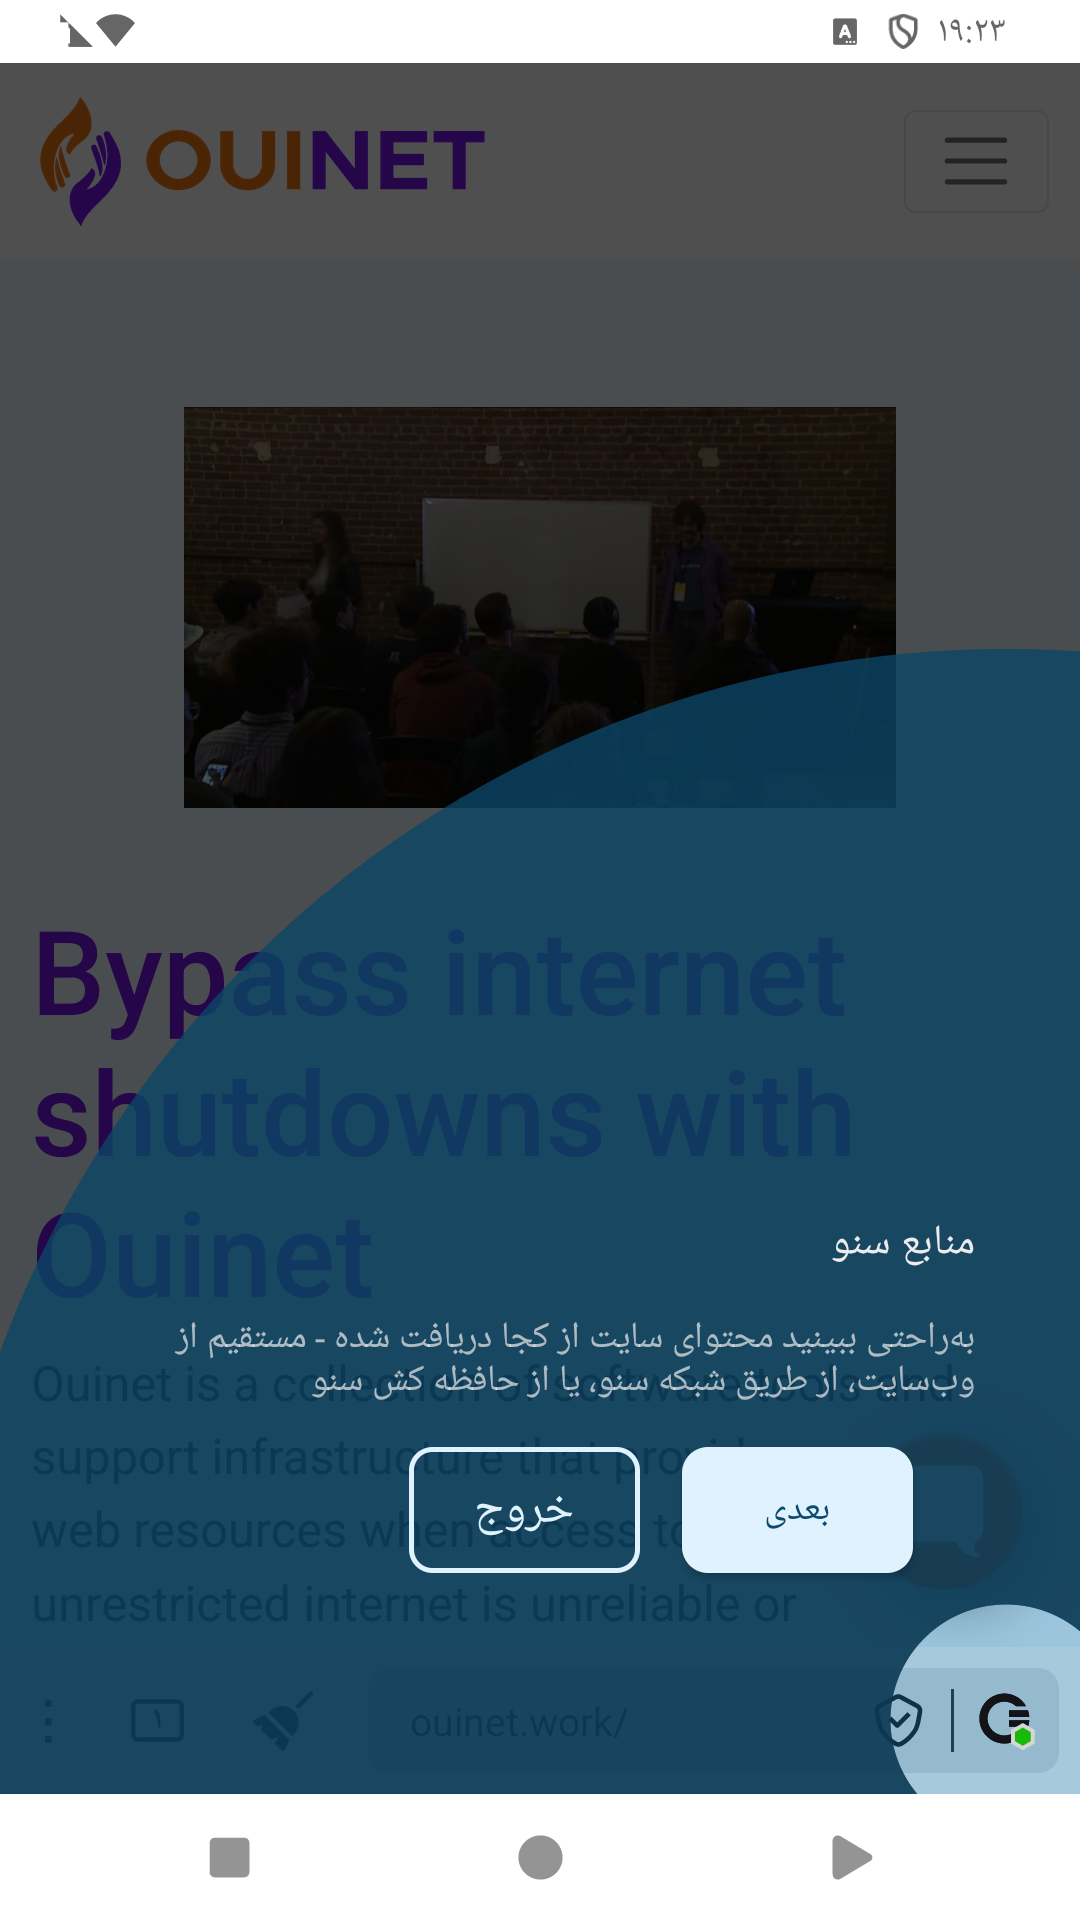 ۱۹:۲۳
OUINET
Bypass internet
shutdowns with
Ouinet
منابع سنو
به‌راحتی ببینید محتوای سایت از کجا دریافت شده - مستقیم از
وب‌سایت، از طریق شبکه سنو، یا از حافظه کش سنو
Ouinet is a collection of software tools and
support infrastructure that provide
web resources when access to
unrestricted internet is unreliable or
بعدی
خروج
۱
ouinet.work/